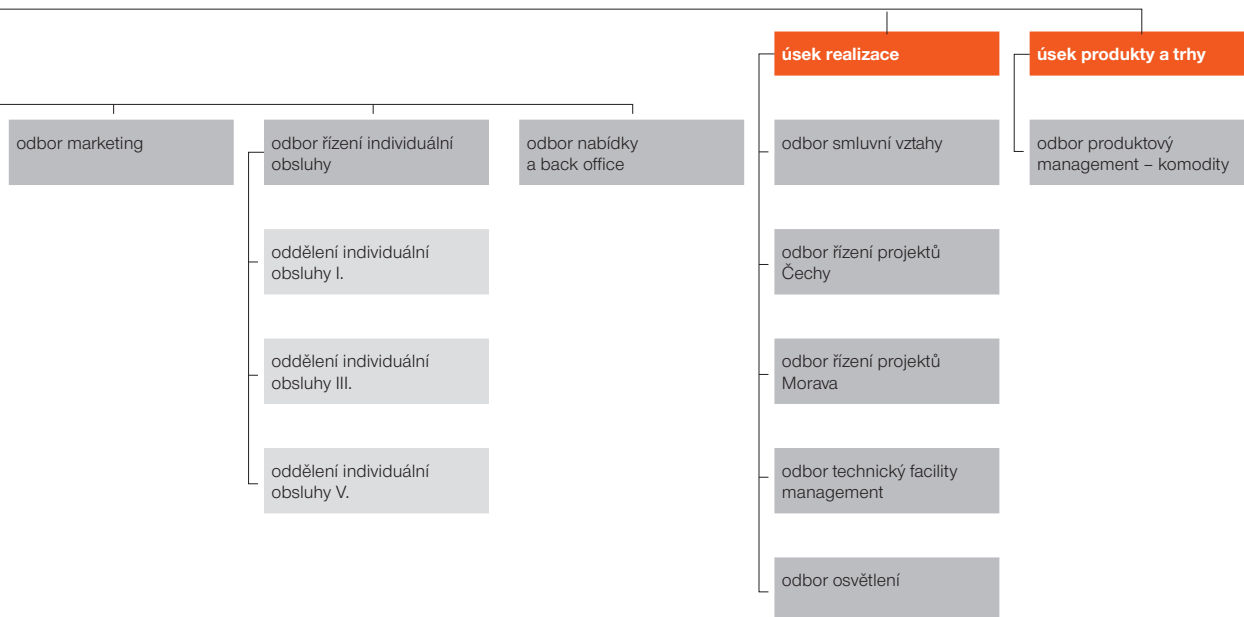 úsek realizace
úsek produkty a trhy
odbor marketing
odbor řízení individuální
obsluhy
odbor nabídky
a back office
odbor smluvní vztahy
odbor produktový
management – komodity
oddělení individuální
obsluhy I.
odbor řízení projektů
Čechy
oddělení individuální
obsluhy III.
odbor řízení projektů
Morava
oddělení individuální
obsluhy V.
odbor technický facility
management
odbor osvětlení